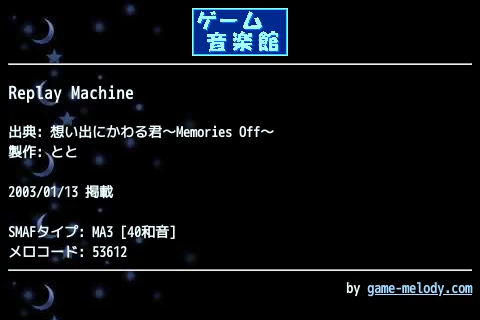 ゲーム
音楽館
Replay Machine
出典: 想い出にかわる君～Memories Off～
製作: とと
2003/01/13 掲載
SMAFタイプ: MA3 [40和音]
メロコード: 53612
by game-melody.com